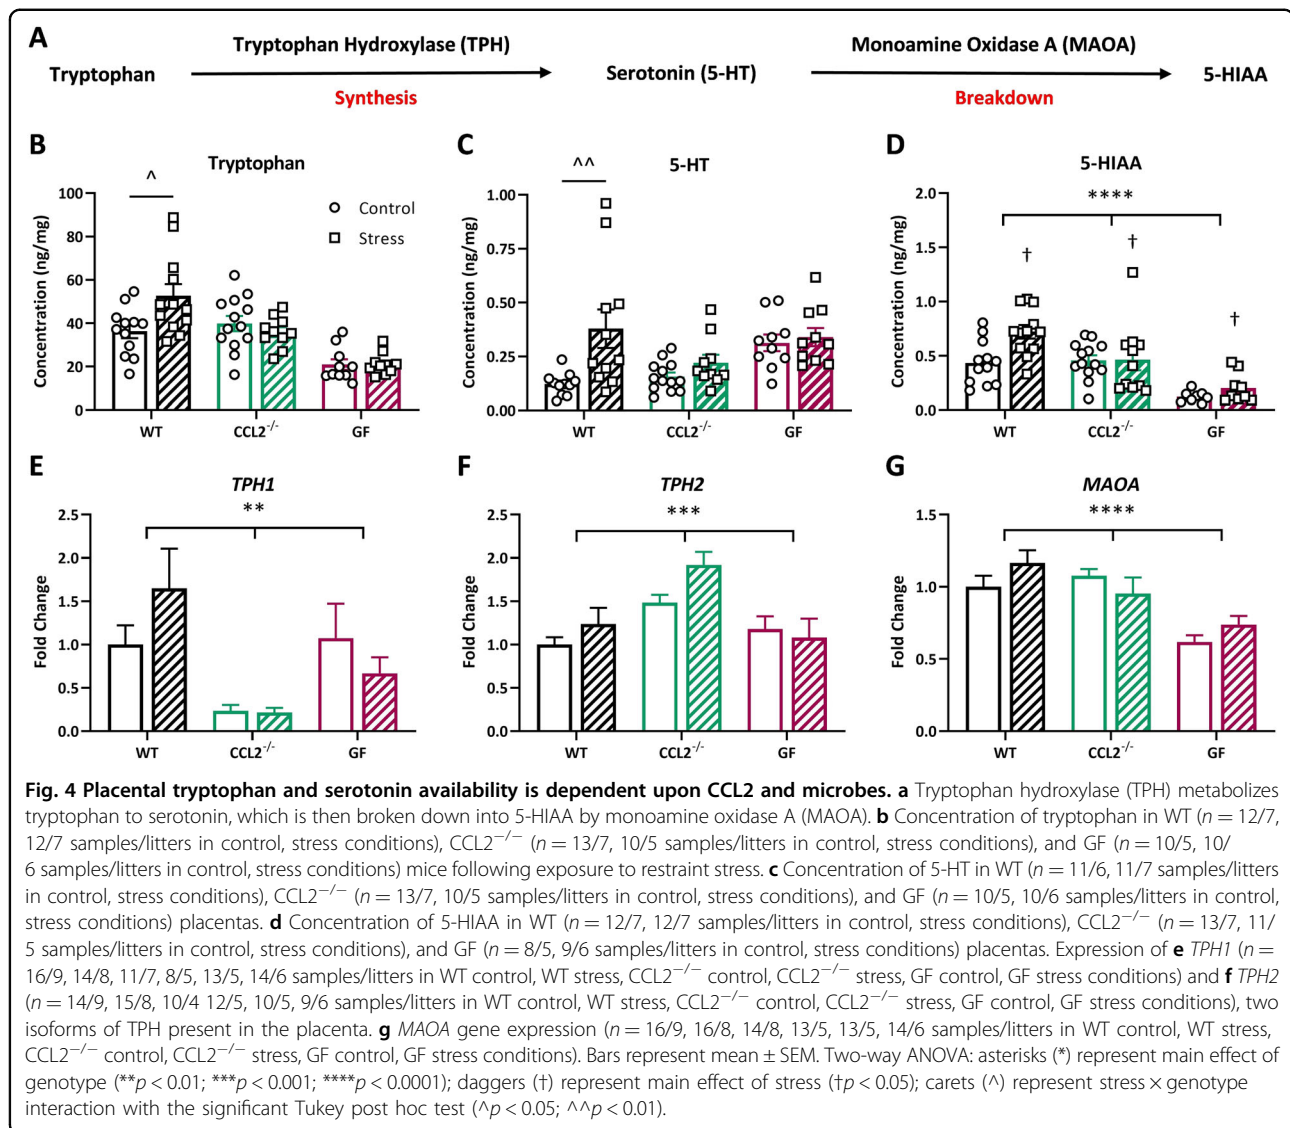 A
Tryptophan Hydroxylase (TPH)
Monoamine Oxidase A (MAOA)
Tryptophan
Serotonin (5-HT)
5-HIAA
Synthesis
Breakdown
B
Tryptophan
^
Control
Stress
Concentration (ng/mg)
100
80
60
40
20
0
WT
CCL2-/-
GF
C
5-HT
^^
Concentration (ng/mg)
1.00
0.75
0.50
0.25
0.00
WT
CCL2-/-
GF
D
5-HIAA
****
†
†
†
Concentration (ng/mg)
2.0
1.5
1.0
0.5
0.0
WT
CCL2-/-
GF
E
TPH1
**
Fold Change
2.5
2.0
1.5
1.0
0.5
0.0
WT
CCL2-/-
GF
F
TPH2
***
Fold Change
2.5
2.0
1.5
1.0
0.5
0.0
WT
CCL2-/-
GF
G
MAOA
****
Fold Change
1.5
1.0
0.5
0.0
WT
CCL2-/-
GF
Fig. 4 Placental tryptophan and serotonin availability is dependent upon CCL2 and microbes. a Tryptophan hydroxylase (TPH) metabolizes
tryptophan to serotonin, which is then broken down into 5-HIAA by monoamine oxidase A (MAOA). b Concentration of tryptophan in WT (n = 12/7,
12/7 samples/litters in control, stress conditions), CCL2−/− (n = 13/7, 10/5 samples/litters in control, stress conditions), and GF (n = 10/5, 10/
6 samples/litters in control, stress conditions) mice following exposure to restraint stress. c Concentration of 5-HT in WT (n = 11/6, 11/7 samples/litters
in control, stress conditions), CCL2−/− (n = 13/7, 10/5 samples/litters in control, stress conditions), and GF (n = 10/5, 10/6 samples/litters in control,
stress conditions) placentas. d Concentration of 5-HIAA in WT (n = 12/7, 12/7 samples/litters in control, stress conditions), CCL2−/− (n = 13/7, 11/
5 samples/litters in control, stress conditions), and GF (n = 8/5, 9/6 samples/litters in control, stress conditions) placentas. Expression of e TPH1 (n =
16/9, 14/8, 11/7, 8/5, 13/5, 14/6 samples/litters in WT control, WT stress, CCL2−/− control, CCL2−/− stress, GF control, GF stress conditions) and f TPH2
(n = 14/9, 15/8, 10/4 12/5, 10/5, 9/6 samples/litters in WT control, WT stress, CCL2−/− control, CCL2−/− stress, GF control, GF stress conditions), two
isoforms of TPH present in the placenta. g MAOA gene expression (n = 16/9, 16/8, 14/8, 13/5, 13/5, 14/6 samples/litters in WT control, WT stress,
CCL2−/− control, CCL2−/− stress, GF control, GF stress conditions). Bars represent mean ± SEM. Two-way ANOVA: asterisks (*) represent main effect of
genotype (**p < 0.01; ***p < 0.001; ****p < 0.0001); daggers (†) represent main effect of stress (†p < 0.05); carets (^) represent stress × genotype
interaction with the significant Tukey post hoc test (^p < 0.05; ^^p < 0.01).